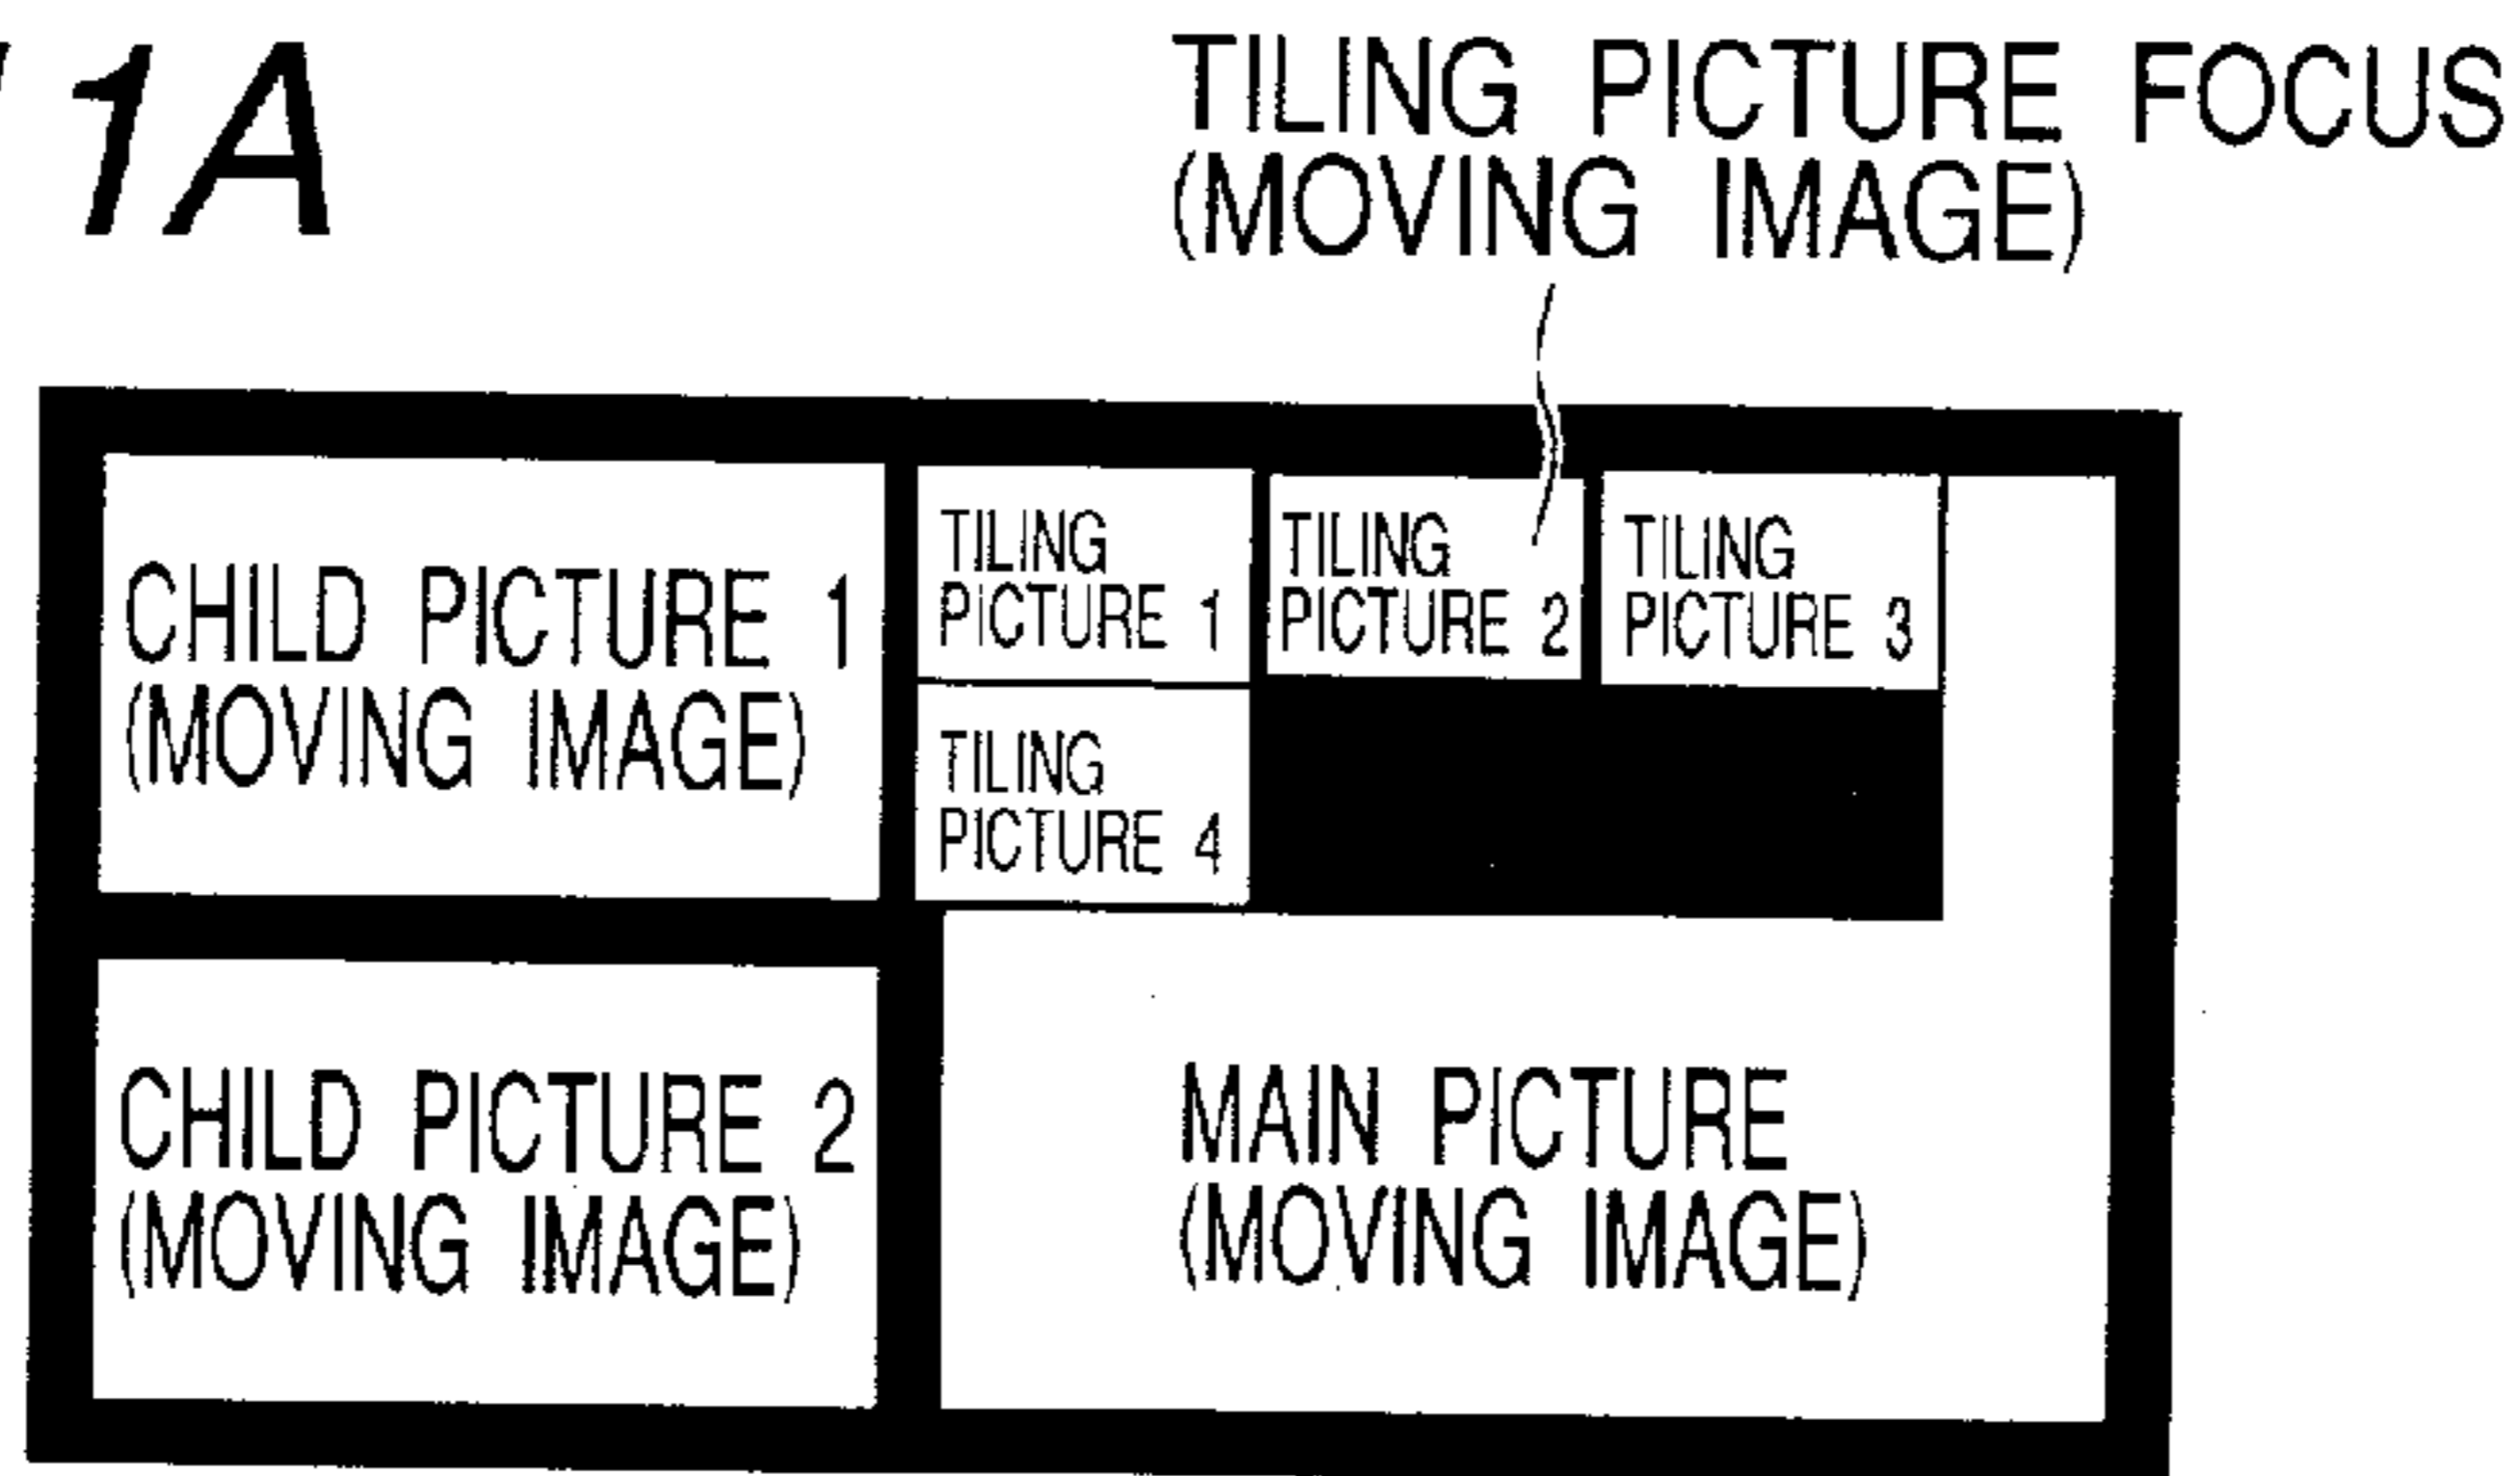 1A
TILING PICTURE FOCUS
(MOVING IMAGE)
CHILD PICTURE 1
(MOVING IMAGE)
TILING
PICTURE 1
TILING
PICTURE 2
TILING
PICTURE 3
TILING
PICTURE 4
CHILD PICTURE 2
(MOVING IMAGE)
MAIN PICTURE
(MOVING IMAGE)